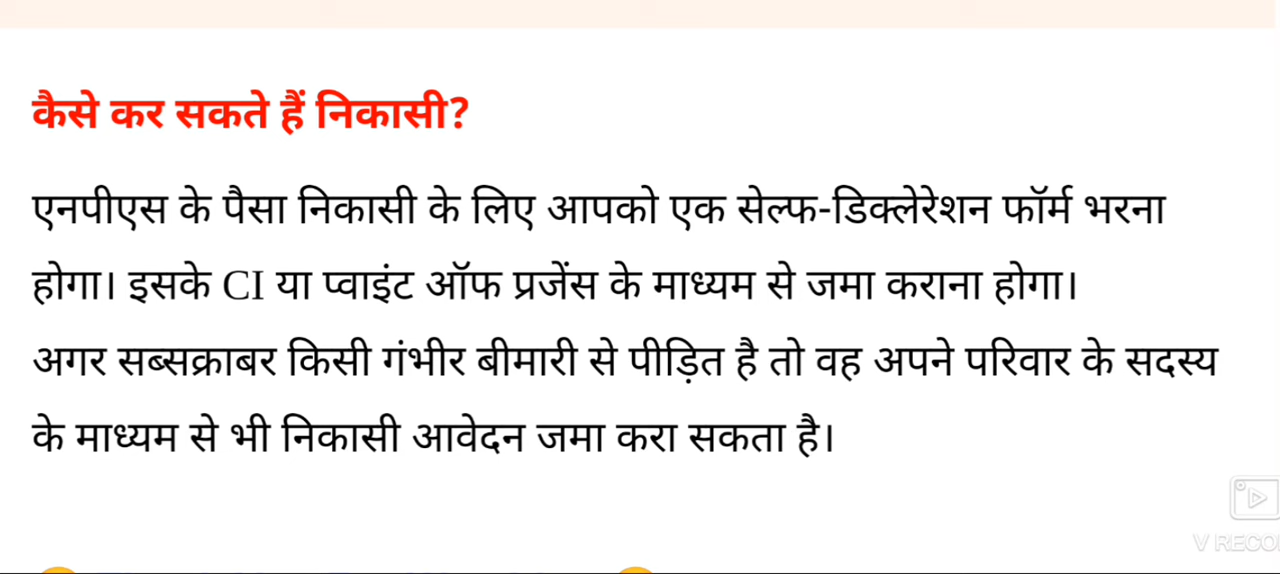 कैसे कर सकते हैं निकासी?
एनपीएस के पैसा निकासी के लिए आपको एक सेल्फ-डिक्लेरेशन फॉर्म भरना
होगा। इसके CI या प्वाइंट ऑफ प्रजेंस के माध्यम से जमा कराना होगा।
अगर सब्सक्राबर किसी गंभीर बीमारी से पीड़ित है तो वह अपने परिवार के सदस्य
के माध्यम से भी निकासी आवेदन जमा करा सकता है।
V RECO